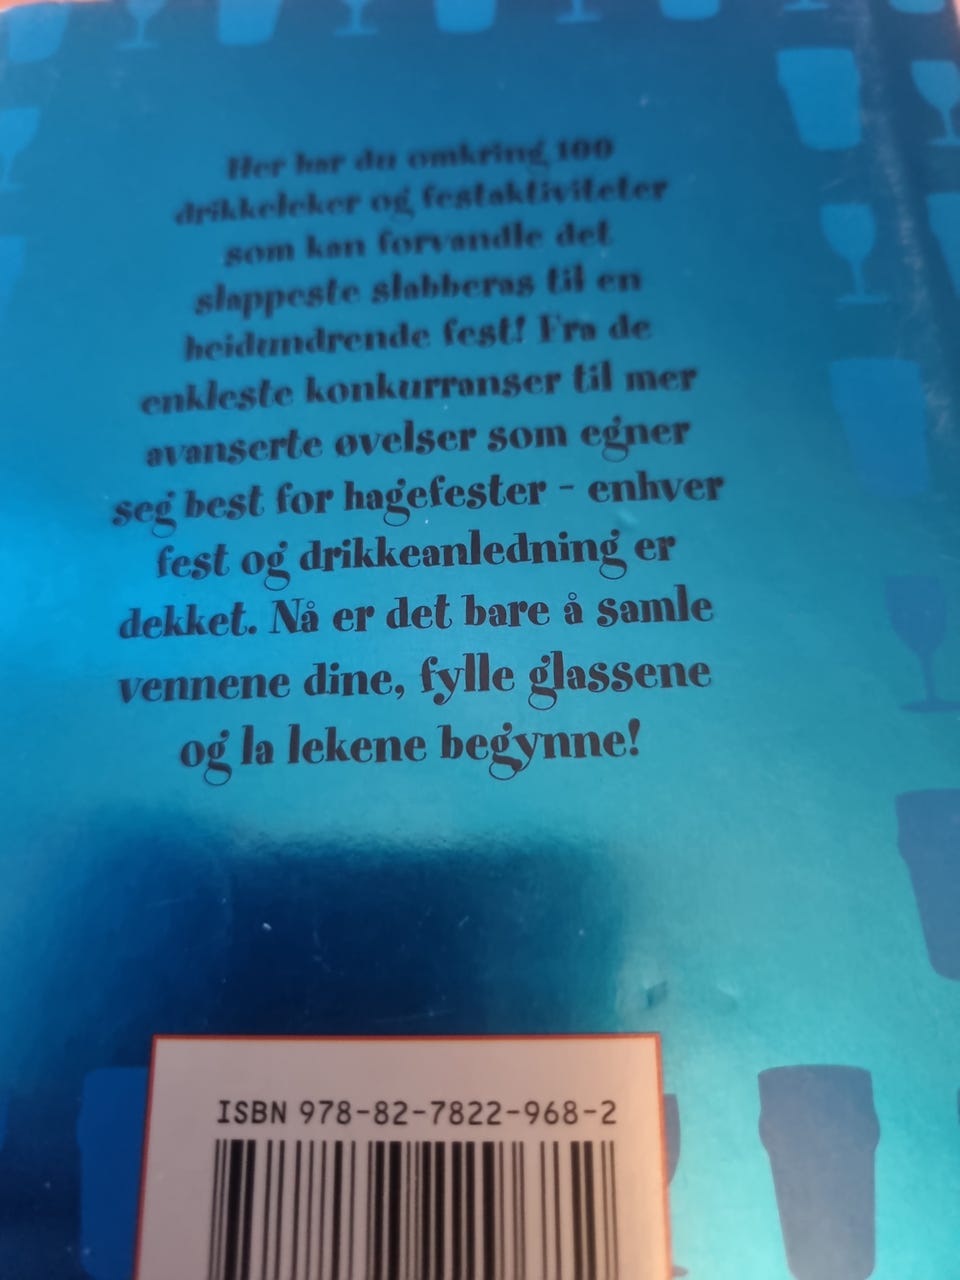 Her har du omkring 100
drikkeleker og festaktiviteter
som kan forvandle det
slappeste slabberas til en
heidundrende fest! Fra de
enkleste konkurranser til mer
avanserte øvelser som egner
seg best for hagefester - enhver
fest og drikkeanledning er
dekket. Nå er det bare å samle
vennene dine, fylle glassene
og la lekene begynne!
ISBN 978-82-7822-968-2